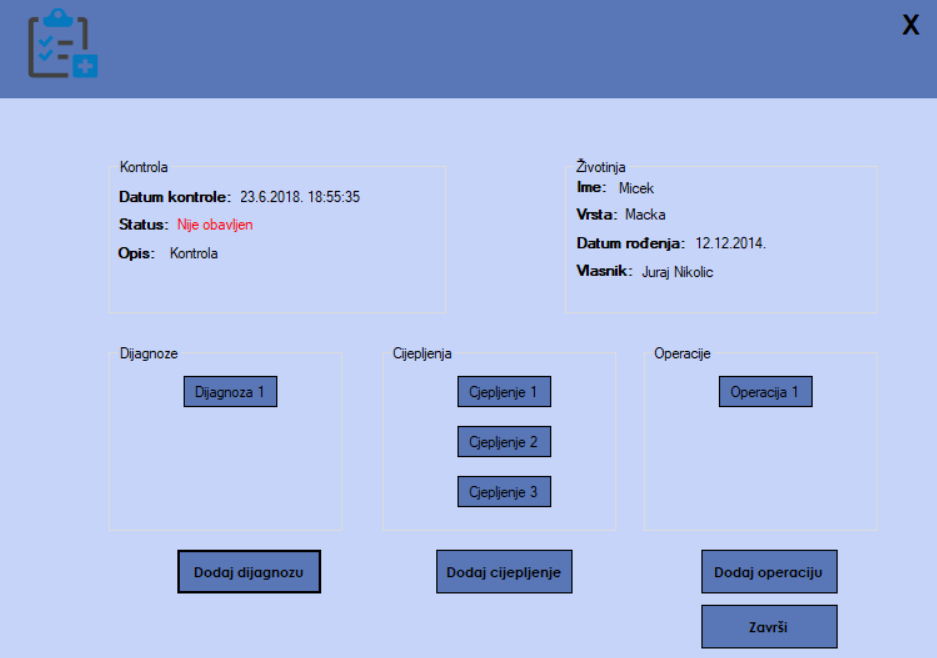 X
Kontrola
Datum kontrole: 23.6.2018. 18:55:35
Status: Nije obavljen
Opis: Kontrola
Životinja
Ime: Micek
Vrsta: Macka
Datum rođenja: 12.12.2014.
Vlasnik: Juraj Nikolic
Dijagnoze
Dijagnoza 1
Cijepljenja
Cjepljenje 1
Cjepljenje 2
Cjepljenje 3
Operacije
Operacija 1
Dodaj dijagnozu
Dodaj cijepljenje
Dodaj operaciju
Završi